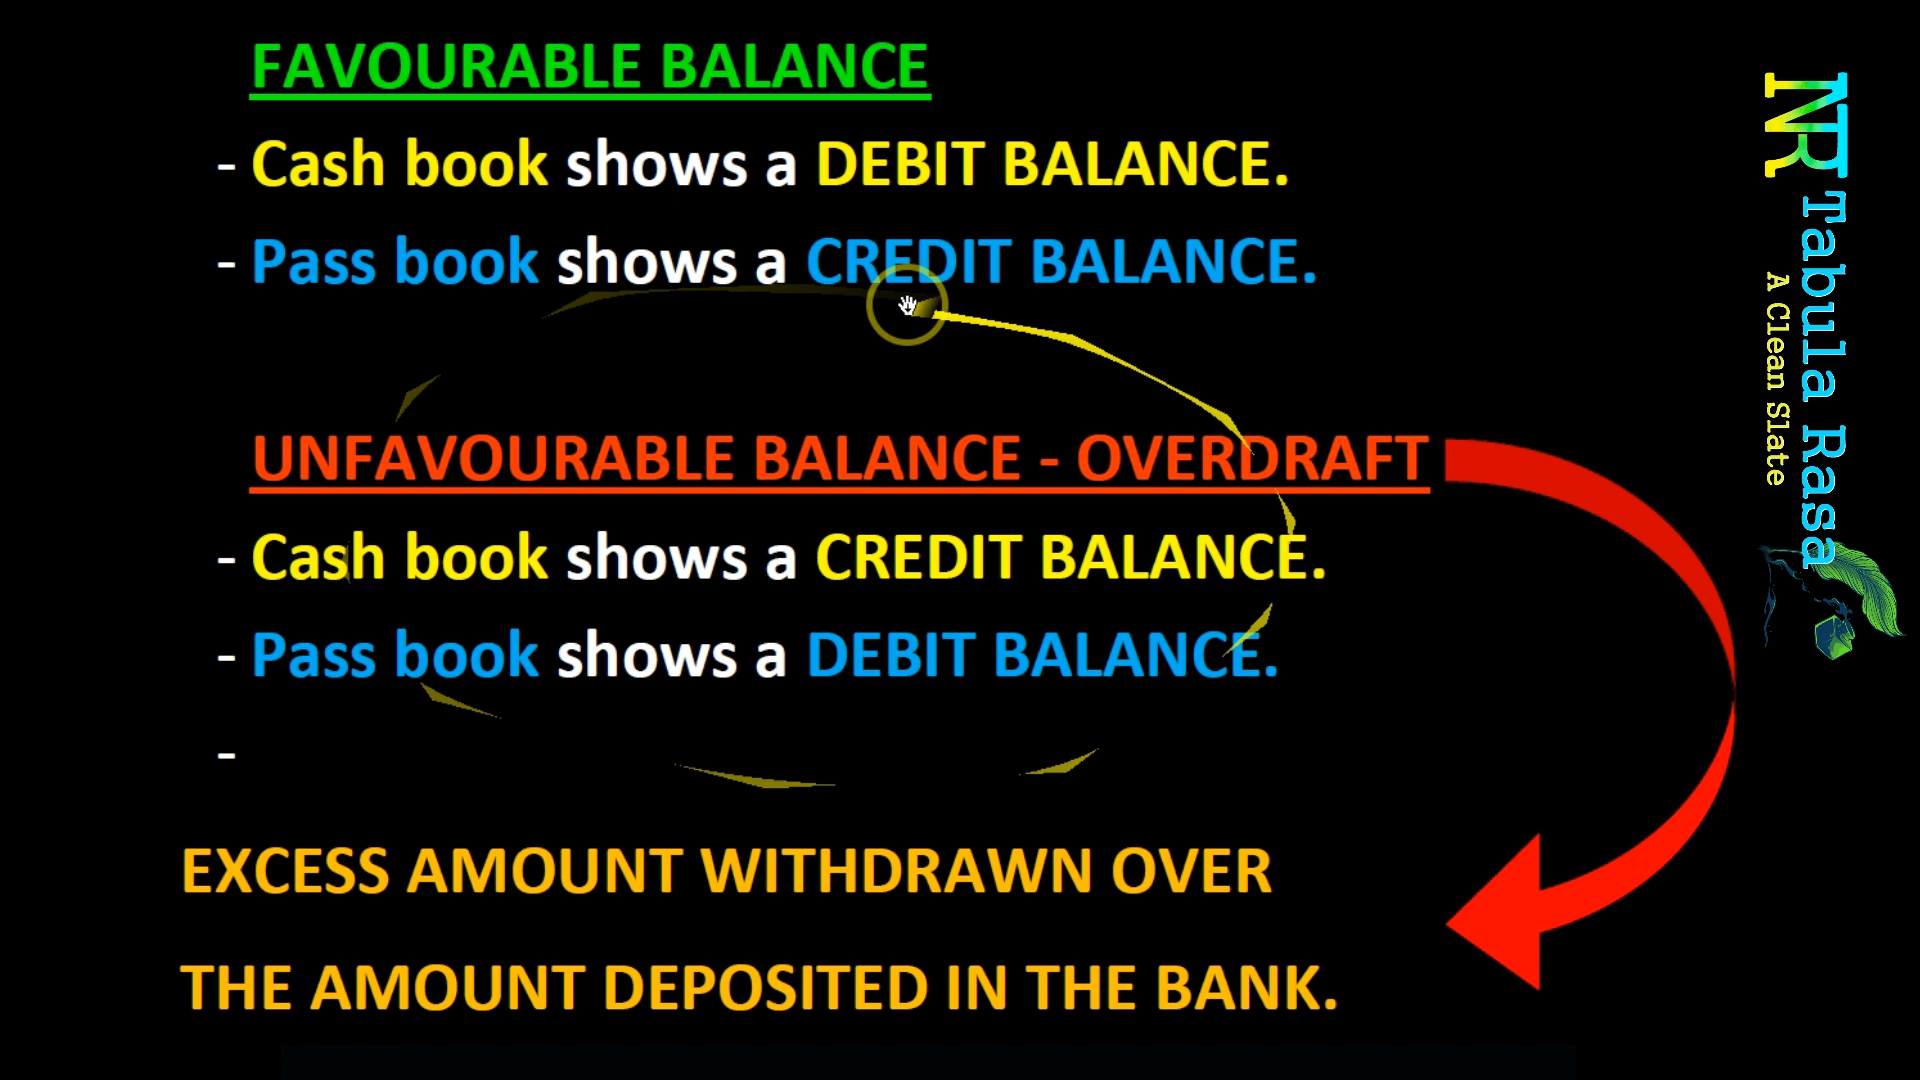 FAVOURABLE BALANCE
- Cash book shows a DEBIT BALANCE.
- Pass book shows a CREDIT BALANCE.
UNFAVOURABLE BALANCE - OVERDRAFT
- Cash book shows a CREDIT BALANCE.
- Pass book shows a DEBIT BALANCE.
-
EXCESS AMOUNT WITHDRAWN OVER
THE AMOUNT DEPOSITED IN THE BANK.
NTR
Tabula Rasa
A Clean Slate